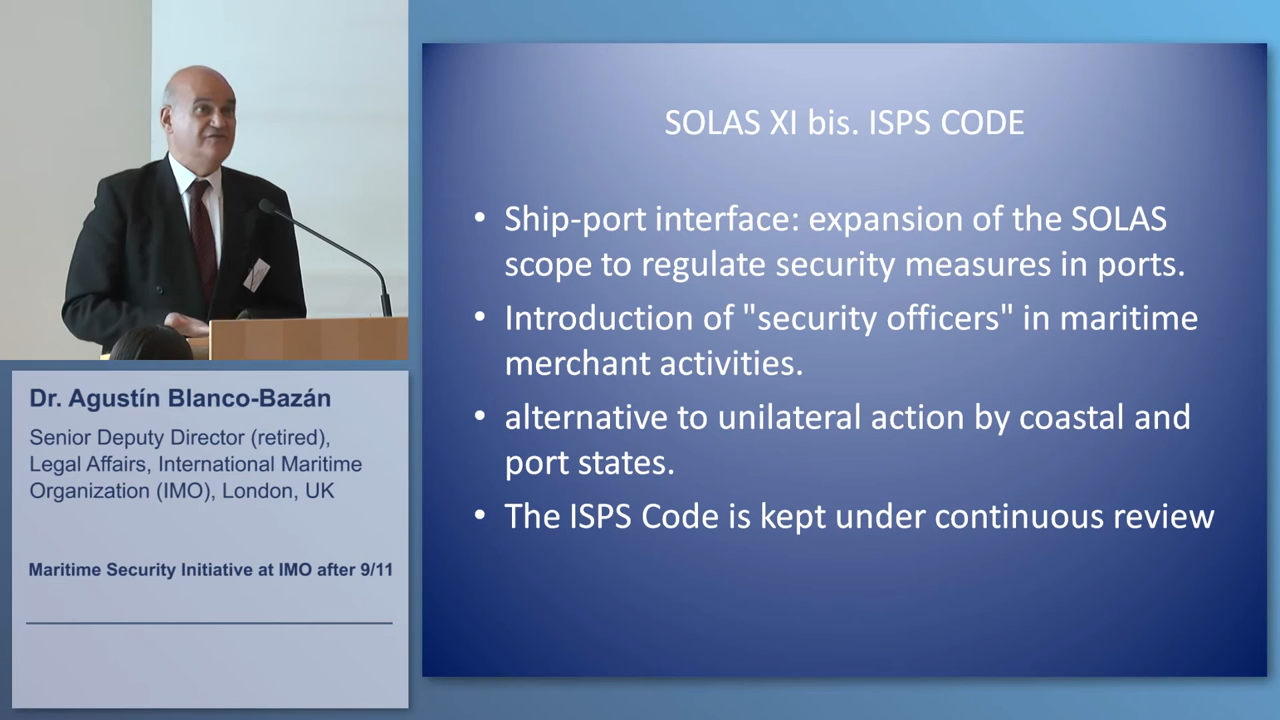 Dr. Agustín Blanco-Bazán
Senior Deputy Director (retired),
Legal Affairs, International Maritime
Organization (IMO), London, UK
Maritime Security Initiative at IMO after 9/11
SOLAS XI bis. ISPS CODE
• Ship-port interface: expansion of the SOLAS
scope to regulate security measures in ports.
• Introduction of "security officers" in maritime
merchant activities.
• alternative to unilateral action by coastal and
port states.
• The ISPS Code is kept under continuous review